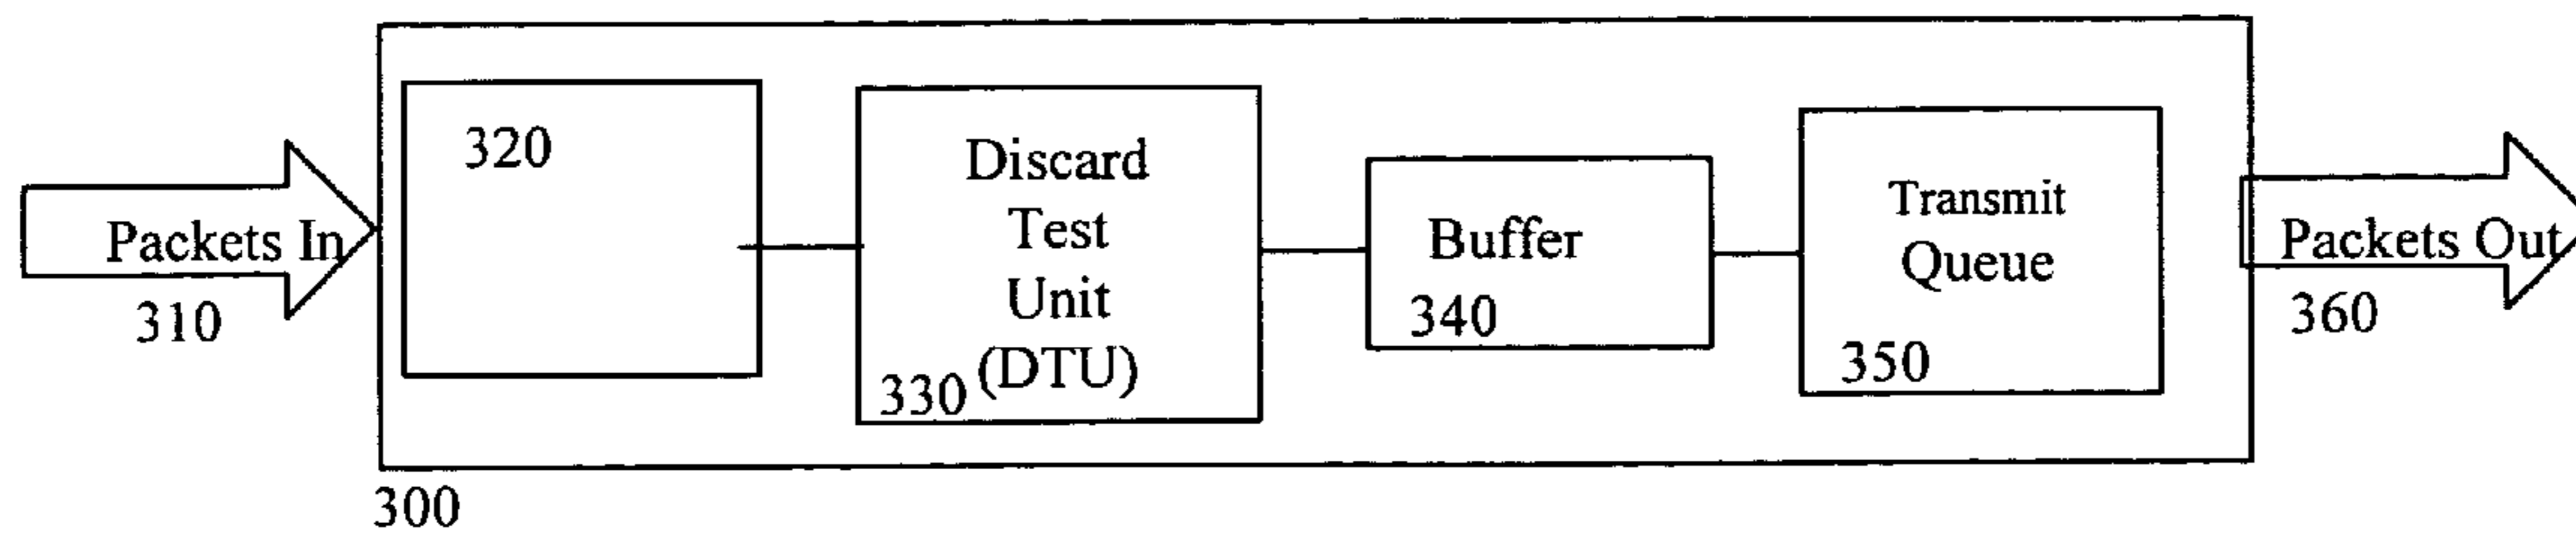 Packets In
310
320
Discard
Test
Unit
(DTU)
330
Buffer
340
Transmit
Queue
350
Packets Out
360
300